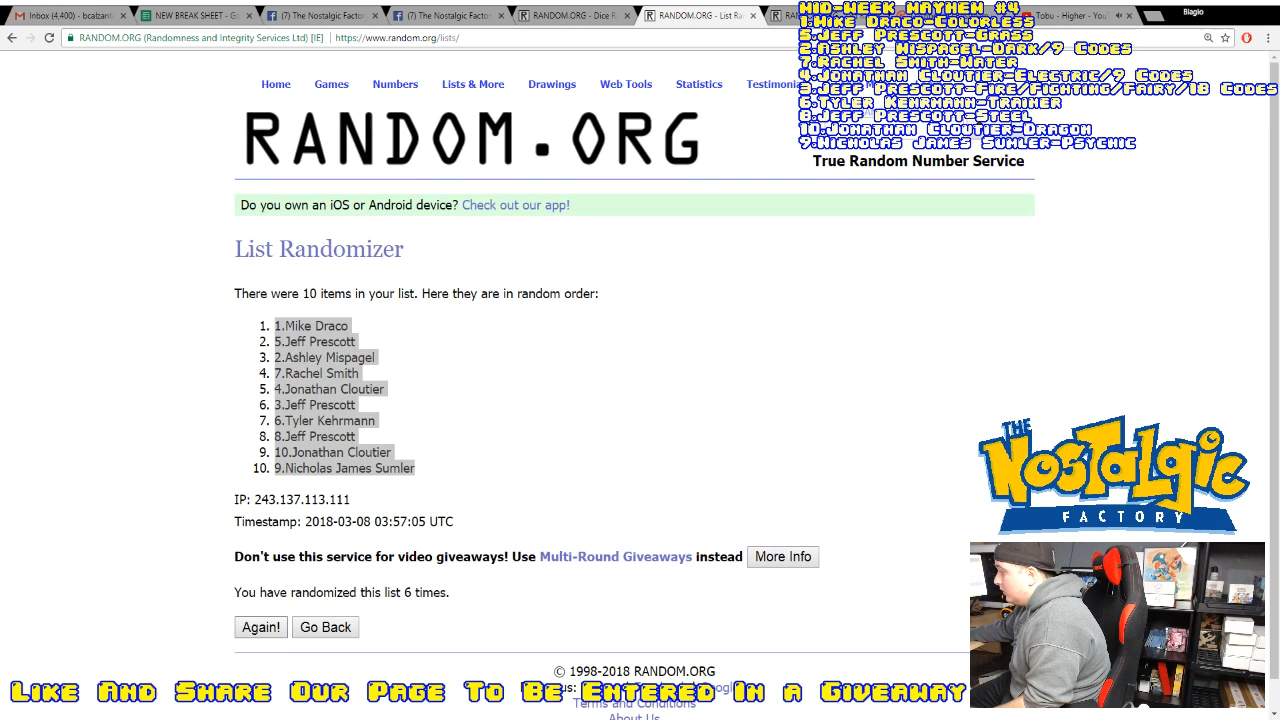 Inbox (4,400) - bcalzant
NEW BREAK SHEET - Go
(7) The Nostalgic Factor
(7) The Nostalgic Factor
RANDOM.ORG - Dice R
RANDOM.ORG - List Ra
Tobu - Higher - You
Biagio
RANDOM.ORG (Randomness and Integrity Services Ltd) [IE]
https://www.random.org/lists/
Mid-Week Mayhem #4
1.Mike Draco-Colorless
5.Jeff Prescott-Grass
2.Ashley Mispagel-Dark/9 Codes
7.Rachel Smith-Water
4.Jonathan Cloutier-Electric/9 Codes
3.Jeff Prescott-Fire/Fighting/Fairy/18 Codes
6.Tyler Kehrmann-Trainer
8.Jeff Prescott-Steel
10.Jonathan Cloutier-Dragon
9.Nicholas James Sumler-Psychic
Home Games Numbers Lists & More Drawings Web Tools Statistics Testimonia
RANDOM.ORG
True Random Number Service
Do you own an iOS or Android device? Check out our app!
List Randomizer
There were 10 items in your list. Here they are in random order:
1. 1.Mike Draco
2. 5.Jeff Prescott
3. 2.Ashley Mispagel
4. 7.Rachel Smith
5. 4.Jonathan Cloutier
6. 3.Jeff Prescott
7. 6.Tyler Kehrmann
8. 8.Jeff Prescott
9. 10.Jonathan Cloutier
10. 9.Nicholas James Sumler
IP: 243.137.113.111
Timestamp: 2018-03-08 03:57:05 UTC
Don't use this service for video giveaways! Use Multi-Round Giveaways instead More Info
You have randomized this list 6 times.
Again! Go Back
THE
NOSTALGIC
FACTORY
© 1998-2018 RANDOM.ORG
Like And Share Our Page To Be Entered In a Giveaway
Terms and Conditions
About Us